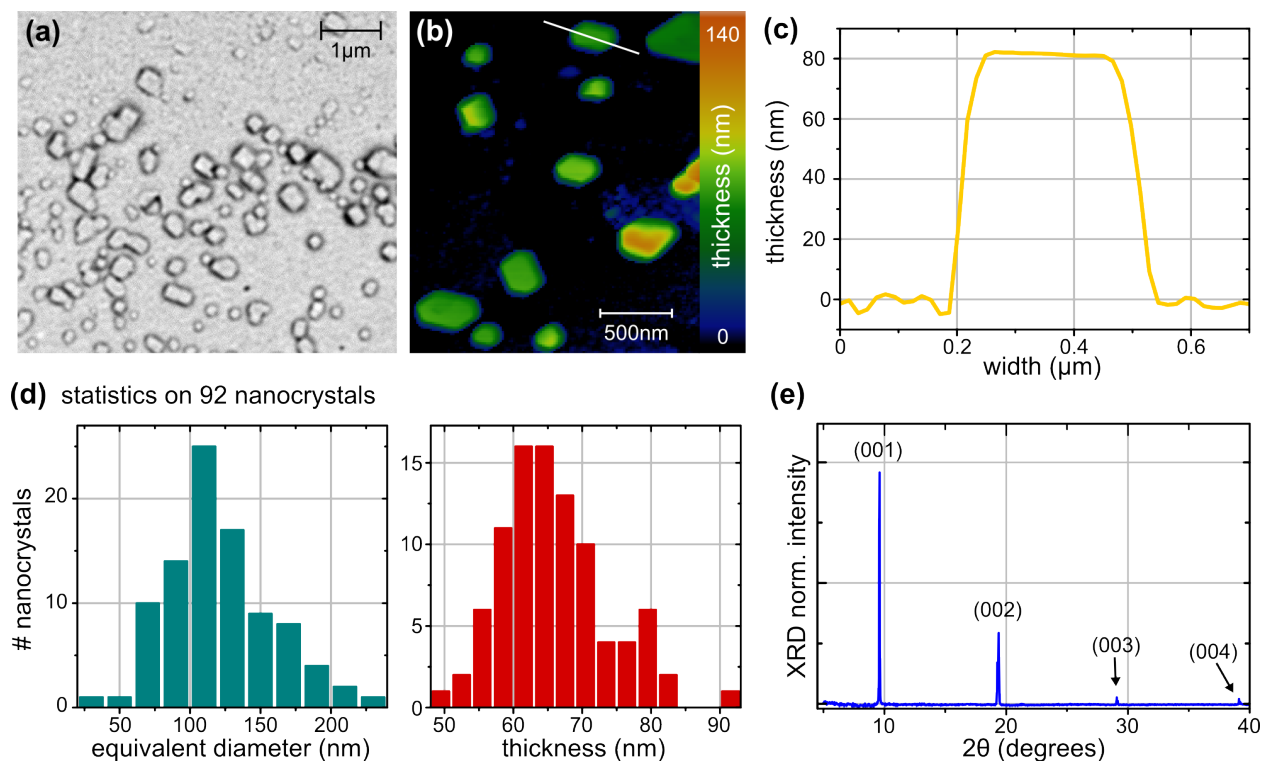 (a)
1µm
(b)
140
thickness (nm)
0
500nm
(c)
80
60
40
20
0
thickness (nm)
0
0.2
0.4
0.6
width (µm)
(d) statistics on 92 nanocrystals
# nanocrystals
20
10
0
50
100
150
200
equivalent diameter (nm)
15
10
5
0
50
60
70
80
90
thickness (nm)
(e)
XRD norm. intensity
(001)
(002)
(003)
(004)
10
20
30
40
2θ (degrees)